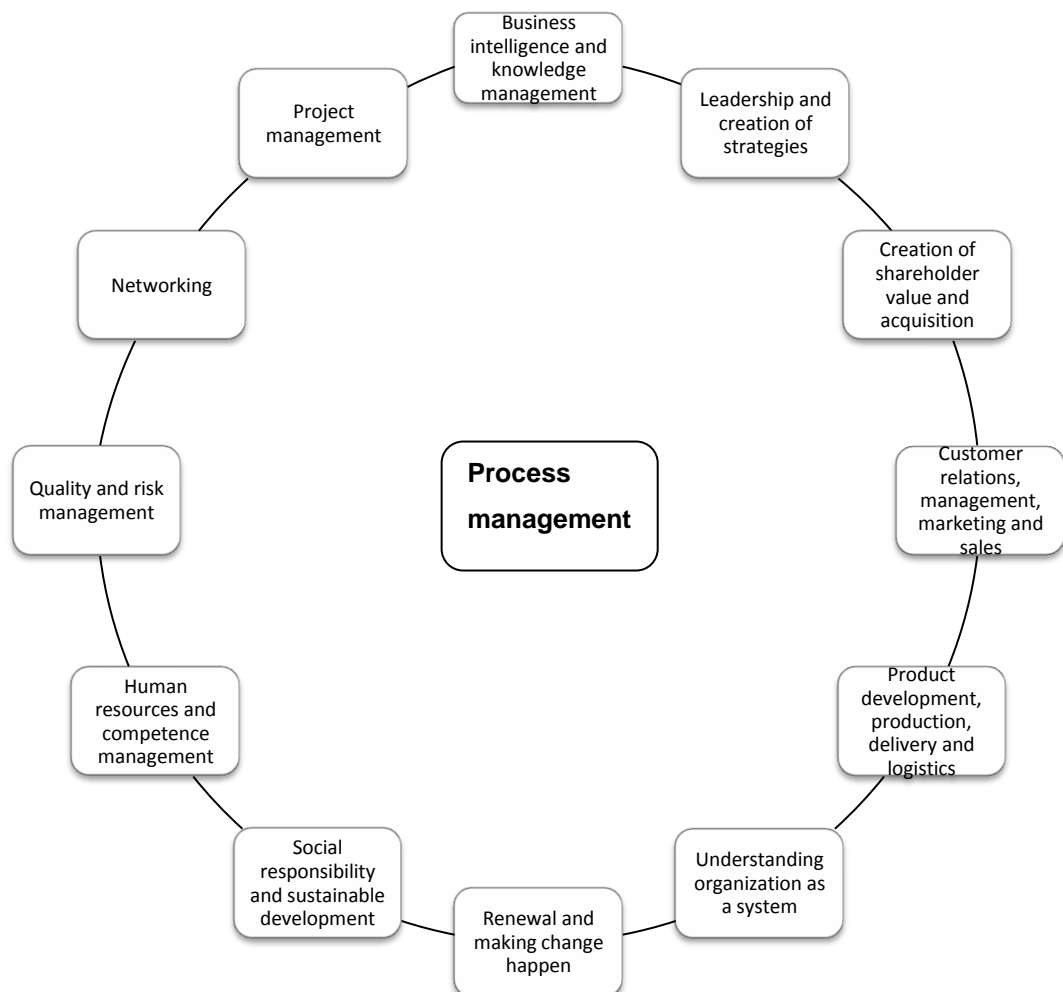 Business
intelligence and
knowledge
management
Leadership and
creation of
strategies
Creation of
shareholder
value and
acquisition
Customer
relations,
management,
marketing and
sales
Product
development,
production,
delivery and
logistics
Understanding
organization as
a system
Renewal and
making change
happen
Social
responsibility
and sustainable
development
Human
resources and
competence
management
Quality and risk
management
Networking
Project
management
Process
management